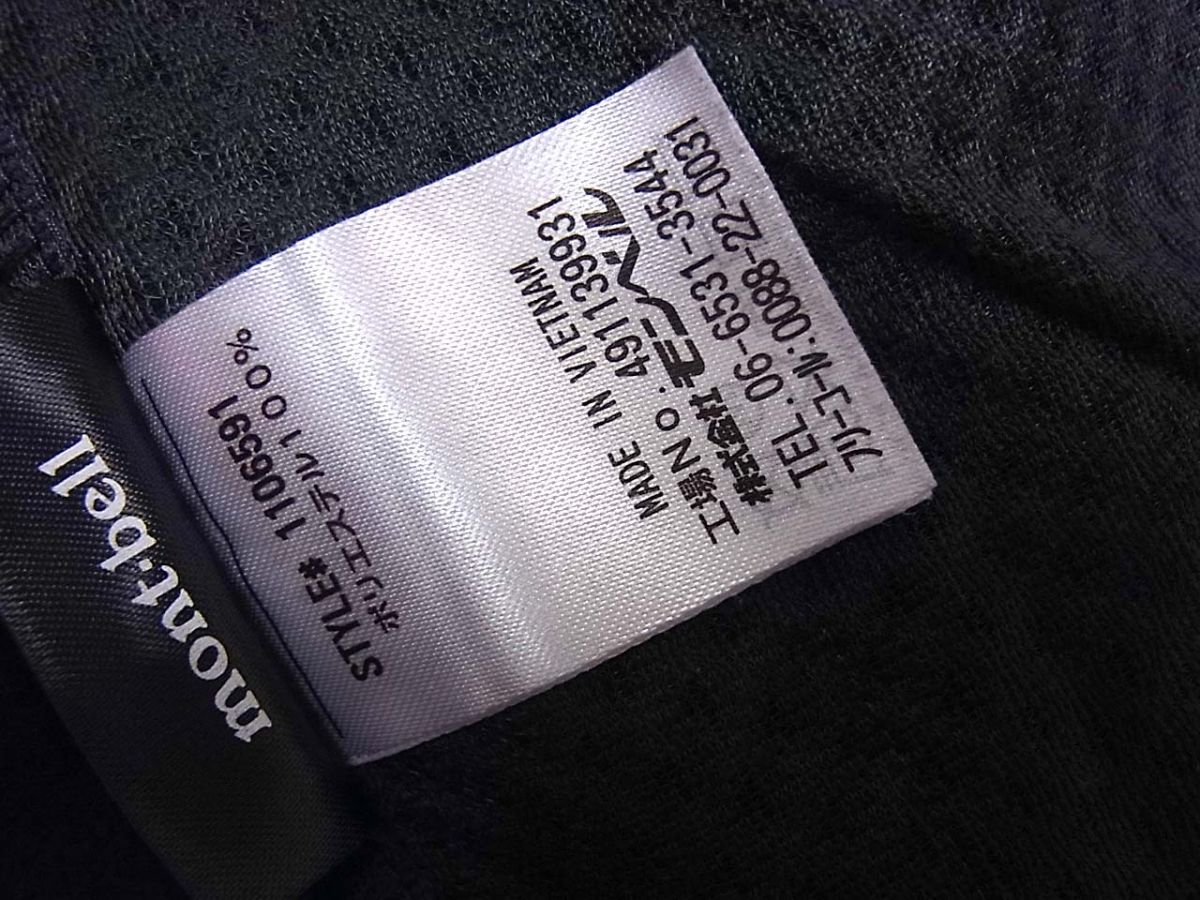 mont-bell
STYLE# 1106591
ポリエステル100%
MADE IN VIETNAM
工場No.:491139931
株式会社モンベル
TEL.06-6531-3544
フリーコール:0088-22-0031